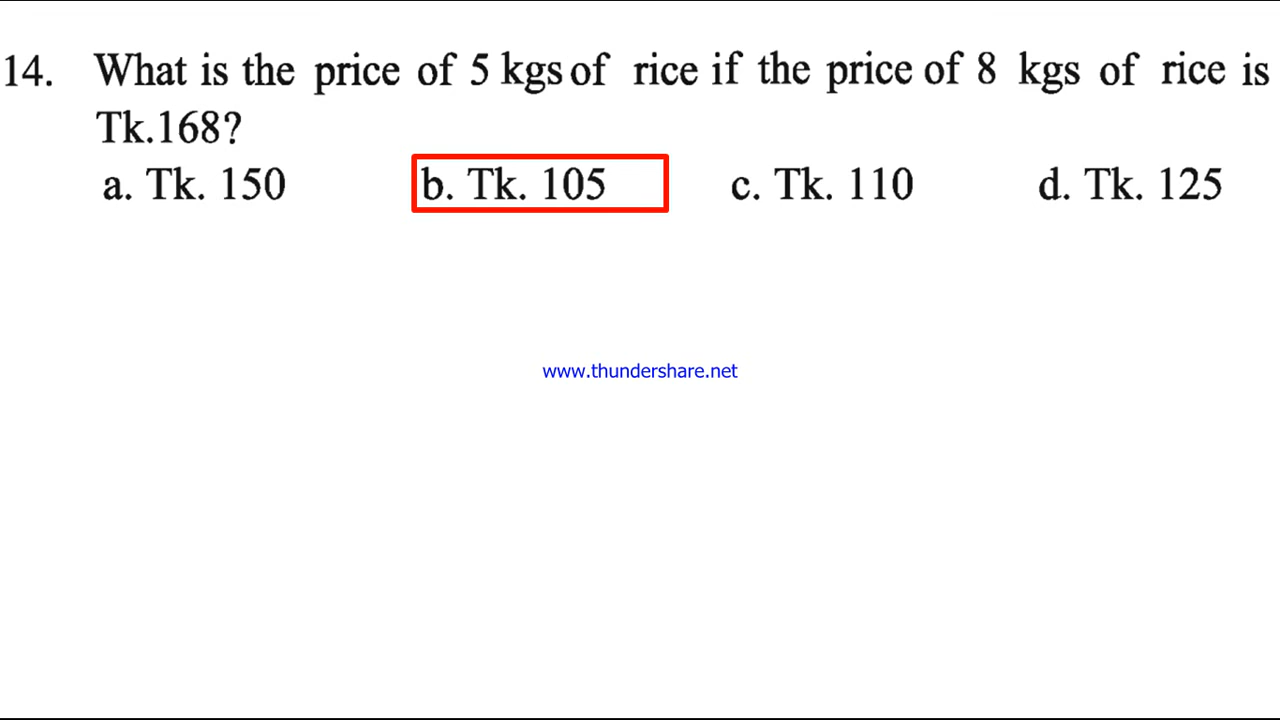 14. What is the price of 5 kgs of rice if the price of 8 kgs of rice is
Tk.168?
a. Tk. 150 b. Tk. 105 c. Tk. 110 d. Tk. 125
www.thundershare.net